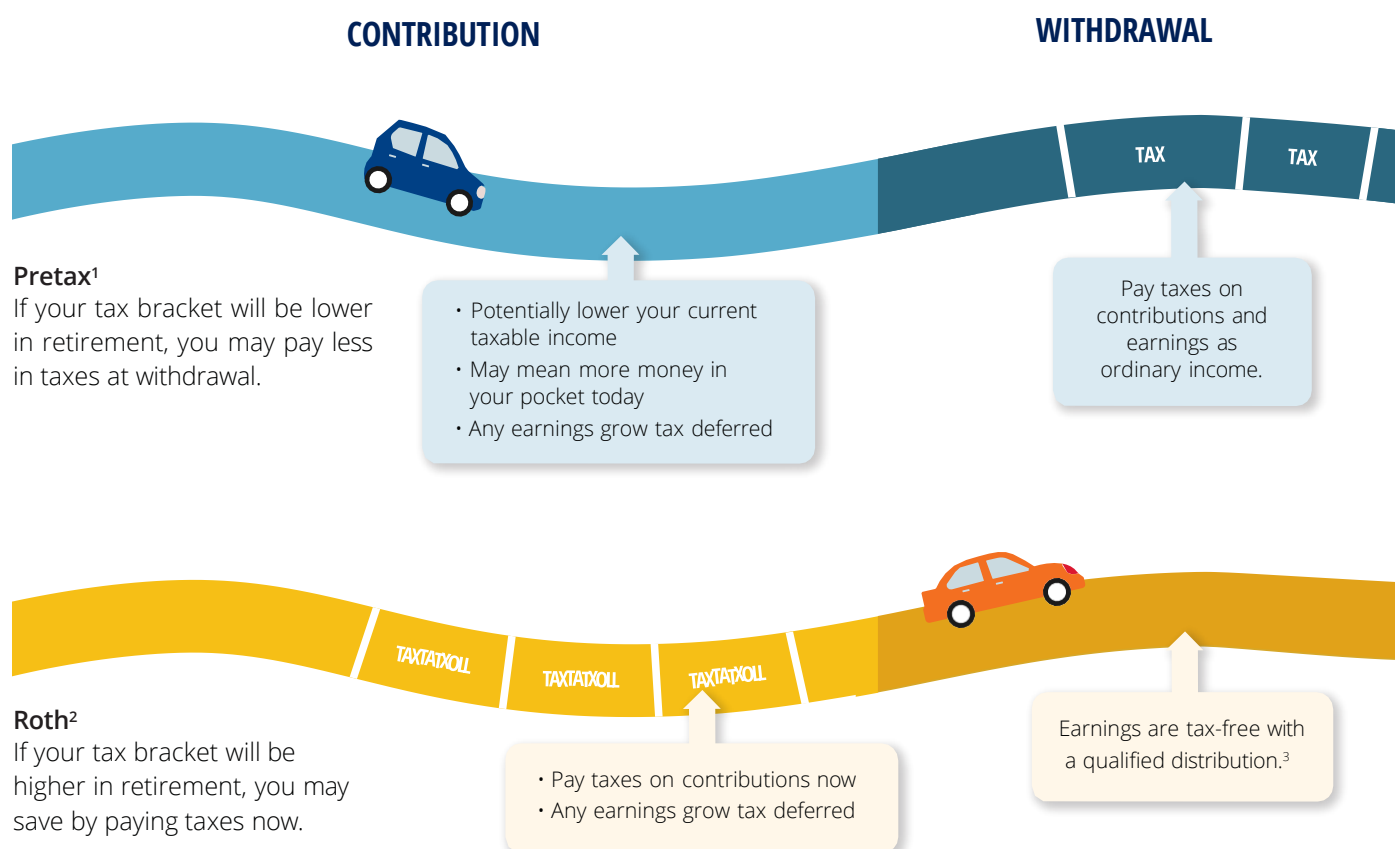 CONTRIBUTION
WITHDRAWAL
TAX
TAX
Pretax¹
If your tax bracket will be lower
in retirement, you may pay less
in taxes at withdrawal.
• Potentially lower your current
taxable income
• May mean more money in
your pocket today
• Any earnings grow tax deferred
Pay taxes on
contributions and
earnings as
ordinary income.
TAXTATXOLL
TAXTATXOLL
TAXTATXOLL
Roth²
If your tax bracket will be
higher in retirement, you may
save by paying taxes now.
• Pay taxes on contributions now
• Any earnings grow tax deferred
Earnings are tax-free with
a qualified distribution.³